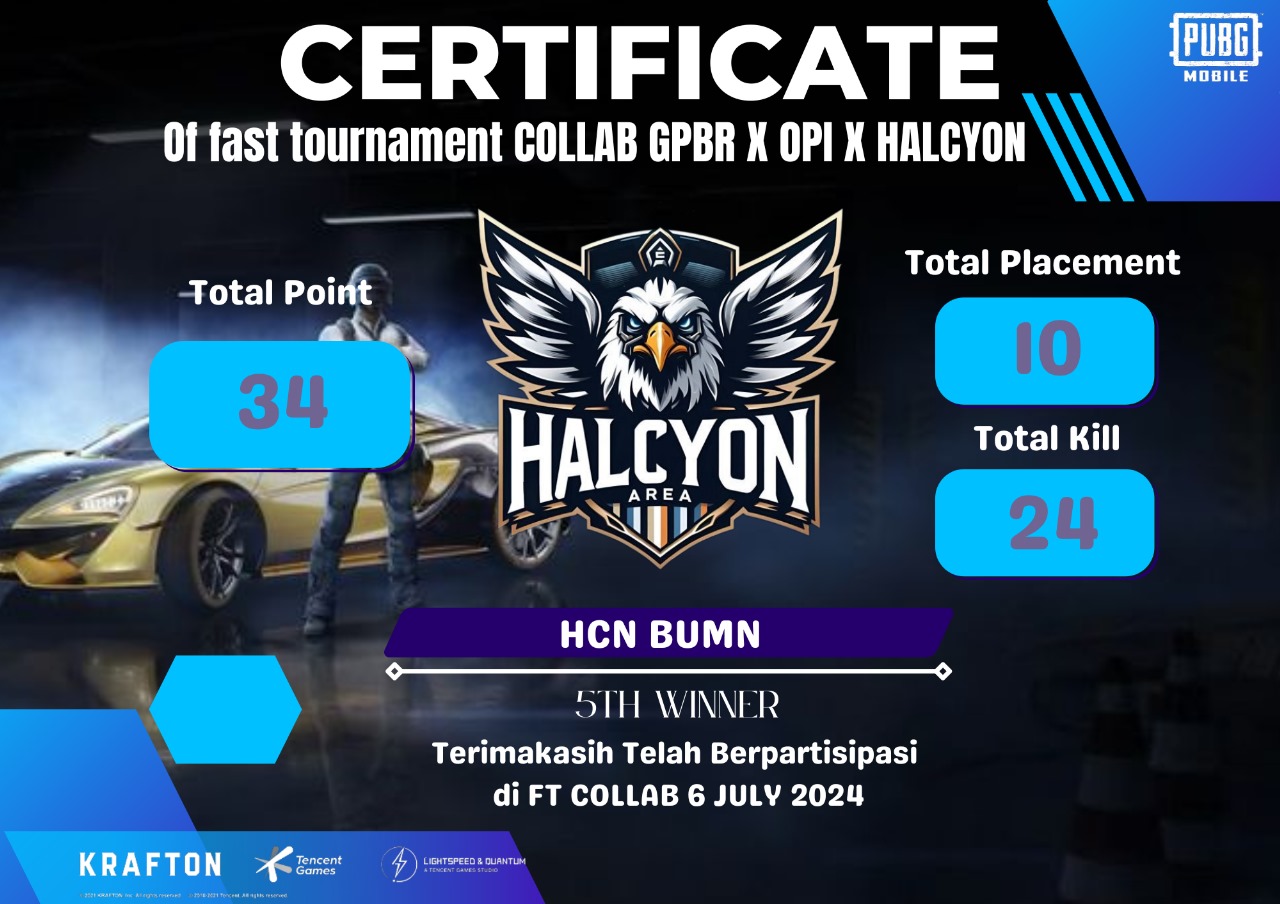 CERTIFICATE
Of fast tournament COLLAB GPBR X OPI X HALCYON
PUBG
MOBILE
Total Point
34
HALCYON
AREA
Total Placement
10
Total Kill
24
HCN BUMN
5TH WINNER
Terimakasih Telah Berpartisipasi
di FT COLLAB 6 JULY 2024
KRAFTON
Tencent
Games
LIGHTSPEED & QUANTUM
A TENCENT GAMES STUDIO